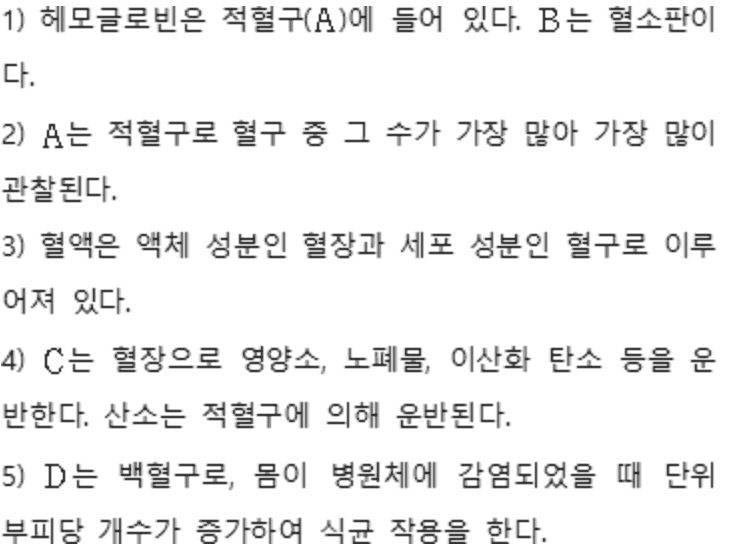 1) 헤모글로빈은 적혈구(A)에 들어 있다. B는 혈소판이
다.
2) A는 적혈구로 혈구 중 그 수가 가장 많아 가장 많이
관찰된다.
3) 혈액은 액체 성분인 혈장과 세포 성분인 혈구로 이루
어져 있다.
4) C는 혈장으로 영양소, 노폐물, 이산화 탄소 등을 운
반한다. 산소는 적혈구에 의해 운반된다.
5) D는 백혈구로, 몸이 병원체에 감염되었을 때 단위
부피당 개수가 증가하여 식균 작용을 한다.